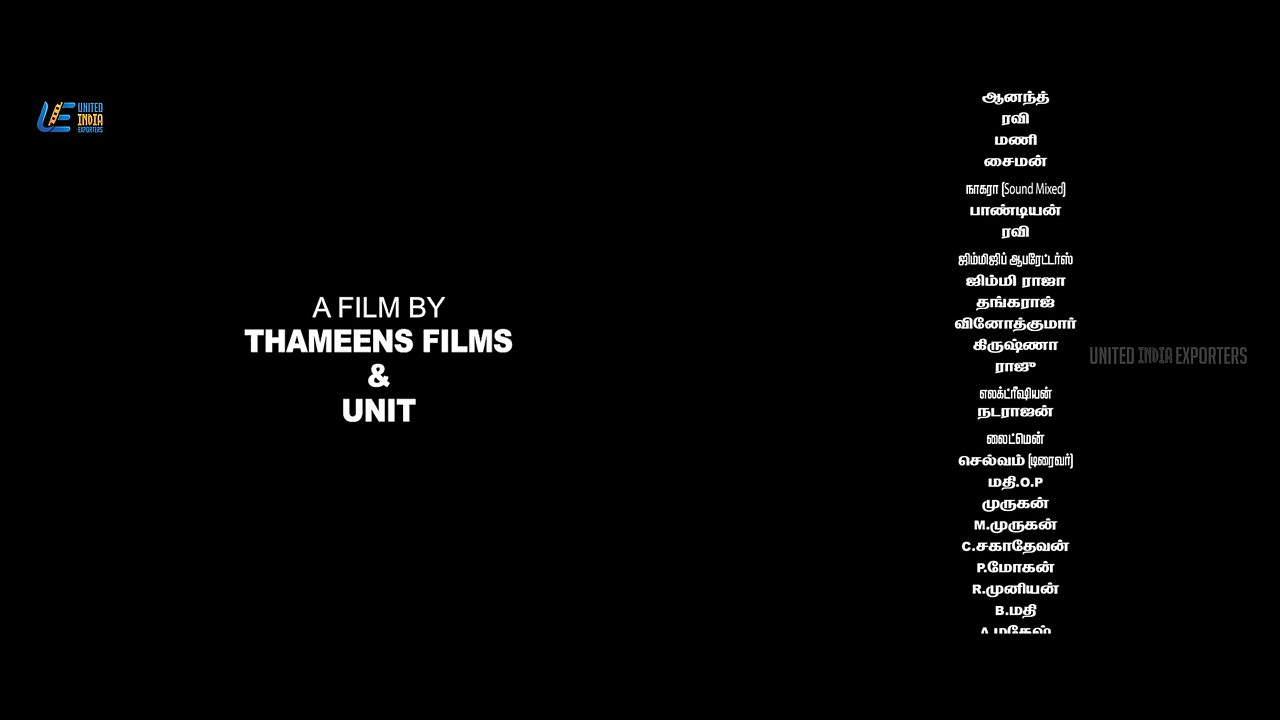 UNITED
INDIA
EXPORTERS
A FILM BY
THAMEENS FILMS
&
UNIT
ஆனந்த்
ரவி
மணி
சைமன்
நாகரா (Sound Mixed)
பாண்டியன்
ரவி
ஜிம்மிஜிப் ஆபரேட்டர்ஸ்
ஜிம்மி ராஜா
தங்கராஜ்
வினோத்குமார்
கிருஷ்ணா
ராஜு
எலக்ட்ரீஷியன்
நடராஜன்
லைட்மென்
செல்வம் (டிரைவர்)
மதி.O.P
முருகன்
M.முருகன்
C.சகாதேவன்
P.மோகன்
R.முனியன்
B.மதி
A.மகேஷ்
UNITED INDIA EXPORTERS